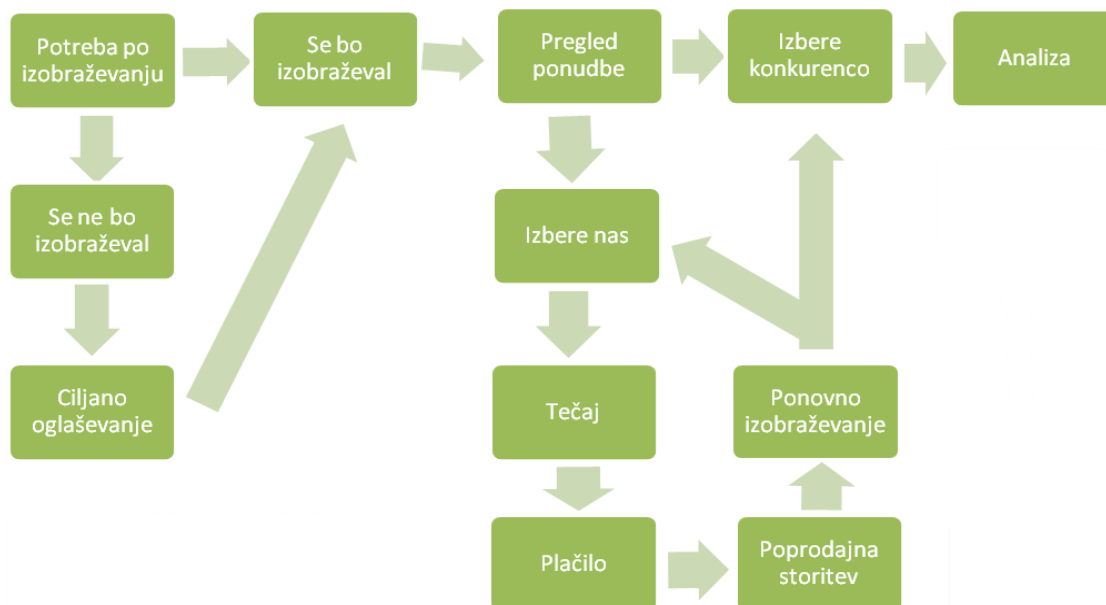 Potreba po
izobraževanju
Se bo
izobraževal
Pregled
ponudbe
Izbere
konkurenco
Analiza
Se ne bo
izobraževal
Izbere nas
Ciljano
oglaševanje
Tečaj
Ponovno
izobraževanje
Plačilo
Poprodajna
storitev